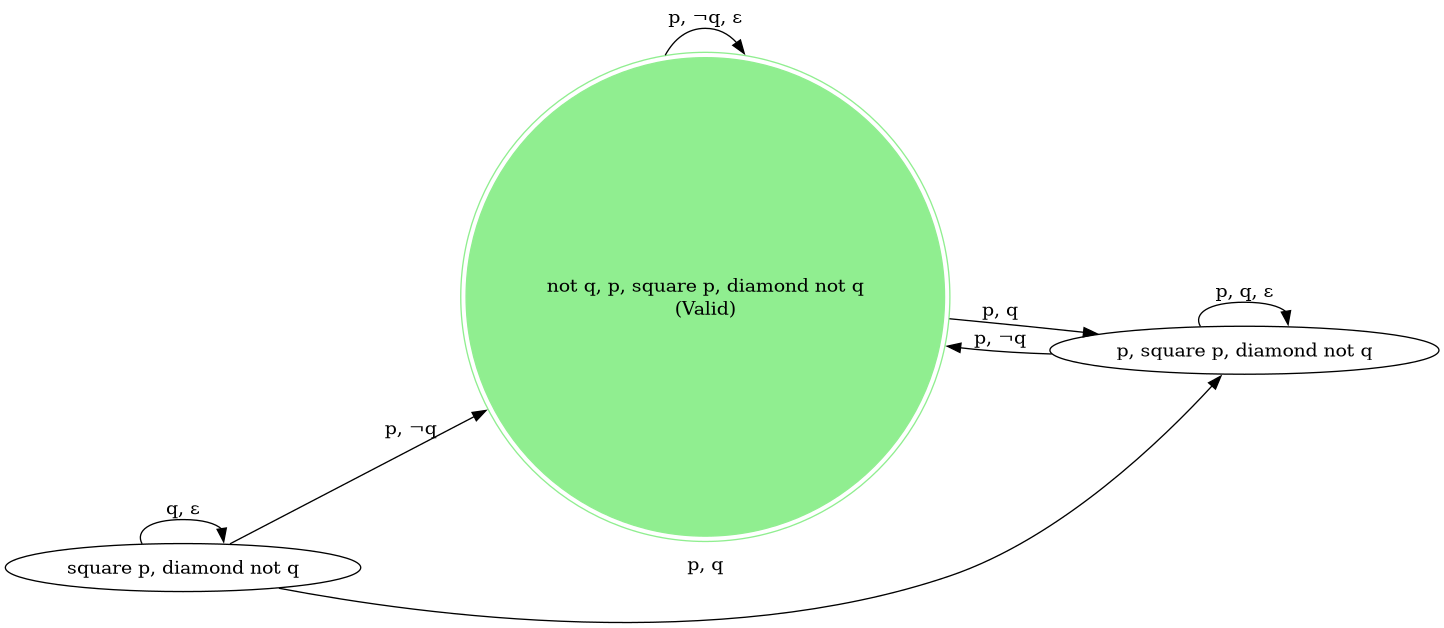 p, ¬q, ε
not q, p, square p, diamond not q
(Valid)
p, q, ε
p, q
p, ¬q
p, square p, diamond not q
p, ¬q
q, ε
square p, diamond not q
p, q